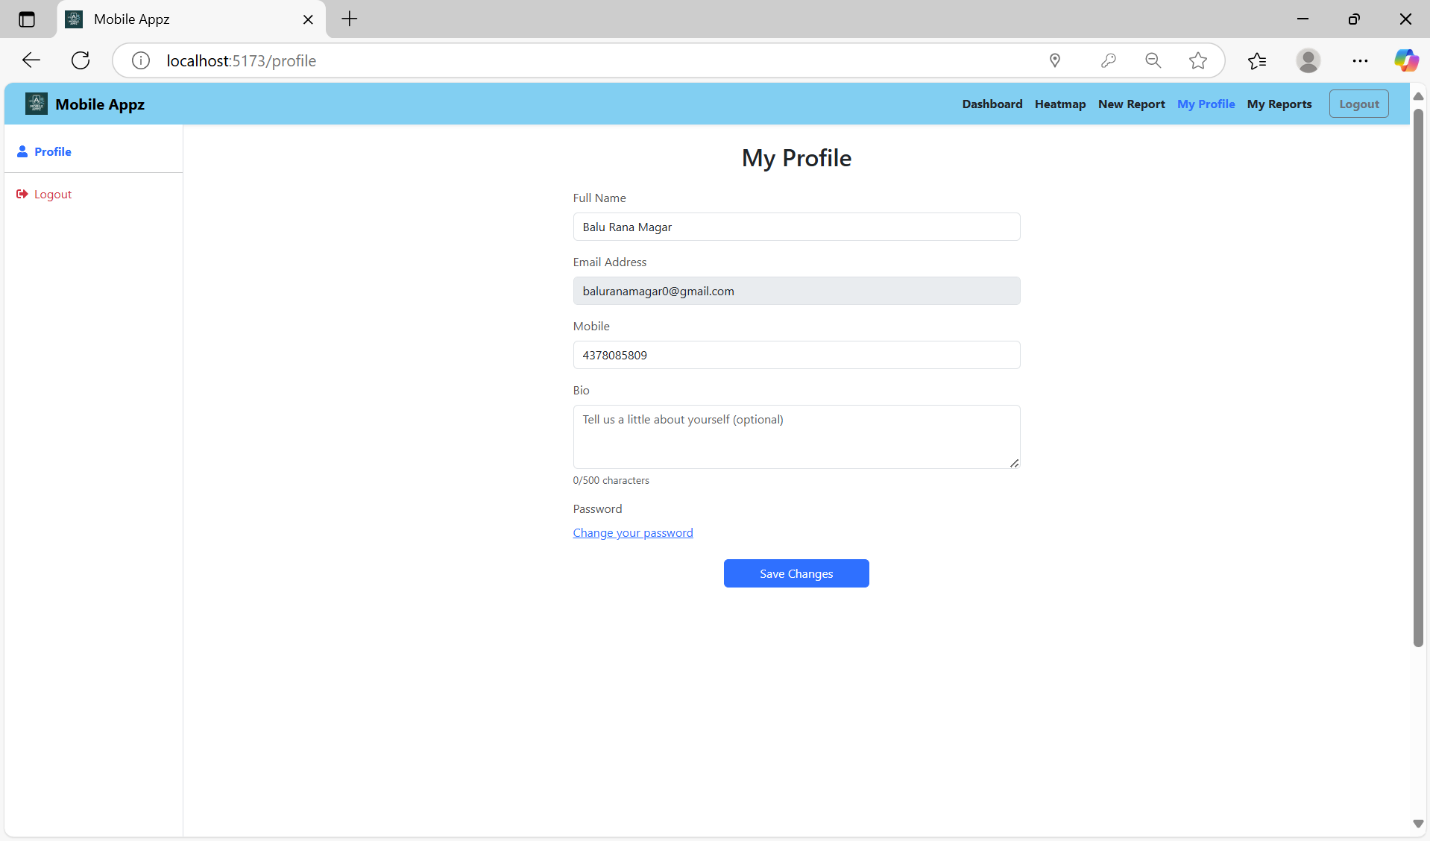 Mobile Appz
localhost:5173/profile
Mobile Appz
Dashboard Heatmap New Report My Profile My Reports Logout
Profile
Logout
My Profile
Full Name
Balu Rana Magar
Email Address
baluranamagar0@gmail.com
Mobile
4378085809
Bio
Tell us a little about yourself (optional)
0/500 characters
Password
Change your password
Save Changes